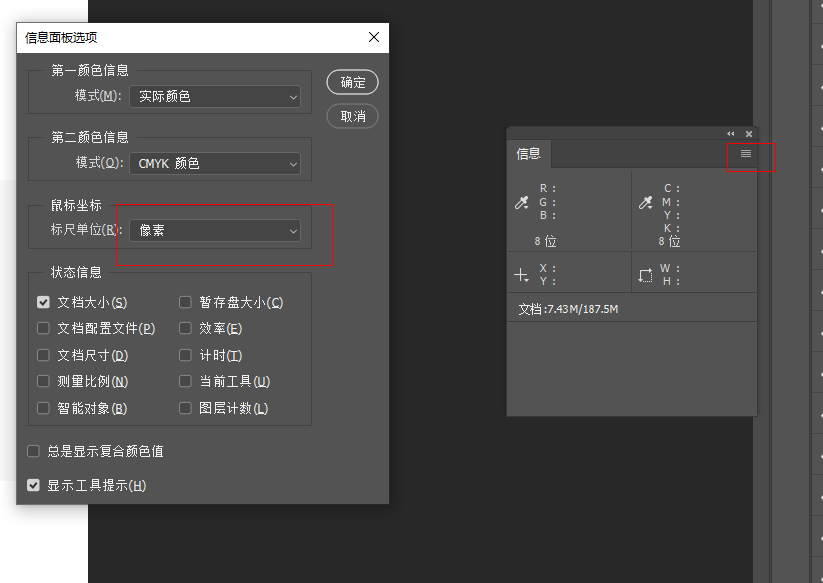 信息面板选项
第一颜色信息
模式(M): 实际颜色
确定
取消
第二颜色信息
模式(O): CMYK 颜色
鼠标坐标
标尺单位(R): 像素
状态信息
文档大小(S) 暂存盘大小(C)
文档配置文件(P) 效率(E)
文档尺寸(D) 计时(T)
测量比例(N) 当前工具(U)
智能对象(B) 图层计数(L)
总是显示复合颜色值
显示工具提示(H)
信息
R :
G :
B :
8 位
C :
M :
Y :
K :
8 位
X :
Y :
W :
H :
文档:7.43M/187.5M